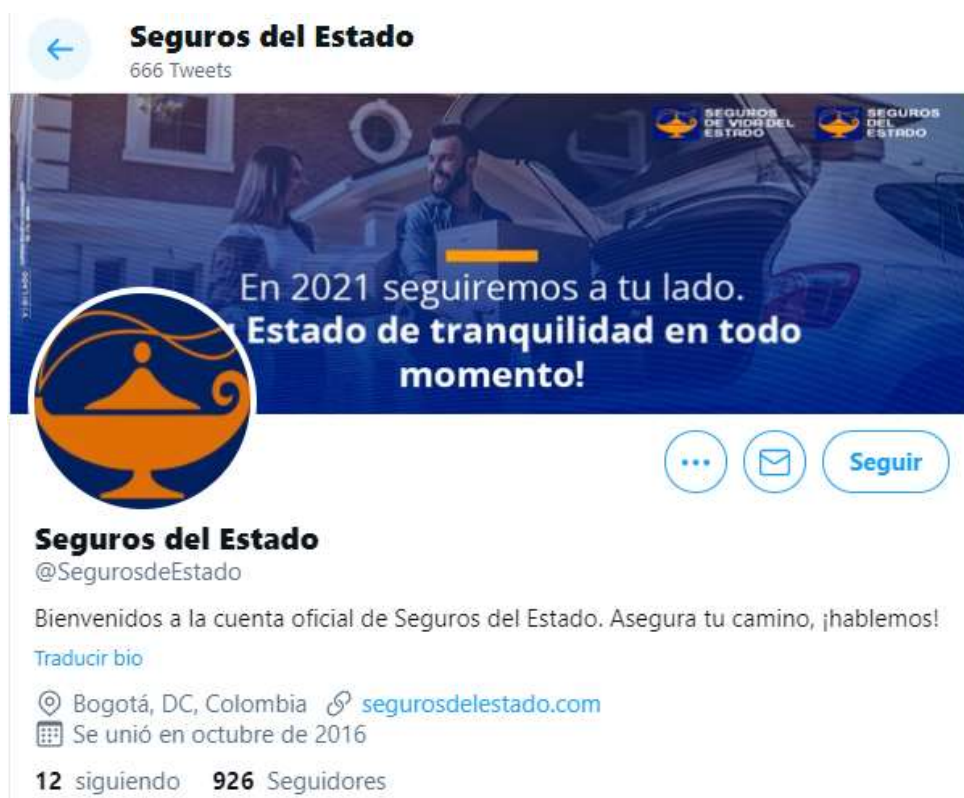 Seguros del Estado
666 Tweets
SEGUROS
DE VIDA DEL
ESTADO
SEGUROS
DEL
ESTADO
VIGILADO
En 2021 seguiremos a tu lado.
Estado de tranquilidad en todo
momento!
Seguir
Seguros del Estado
@SegurosdeEstado
Bienvenidos a la cuenta oficial de Seguros del Estado. Asegura tu camino, ¡hablemos!
Traducir bio
Bogotá, DC, Colombia segurosdelestado.com
Se unió en octubre de 2016
12 siguiendo 926 Seguidores